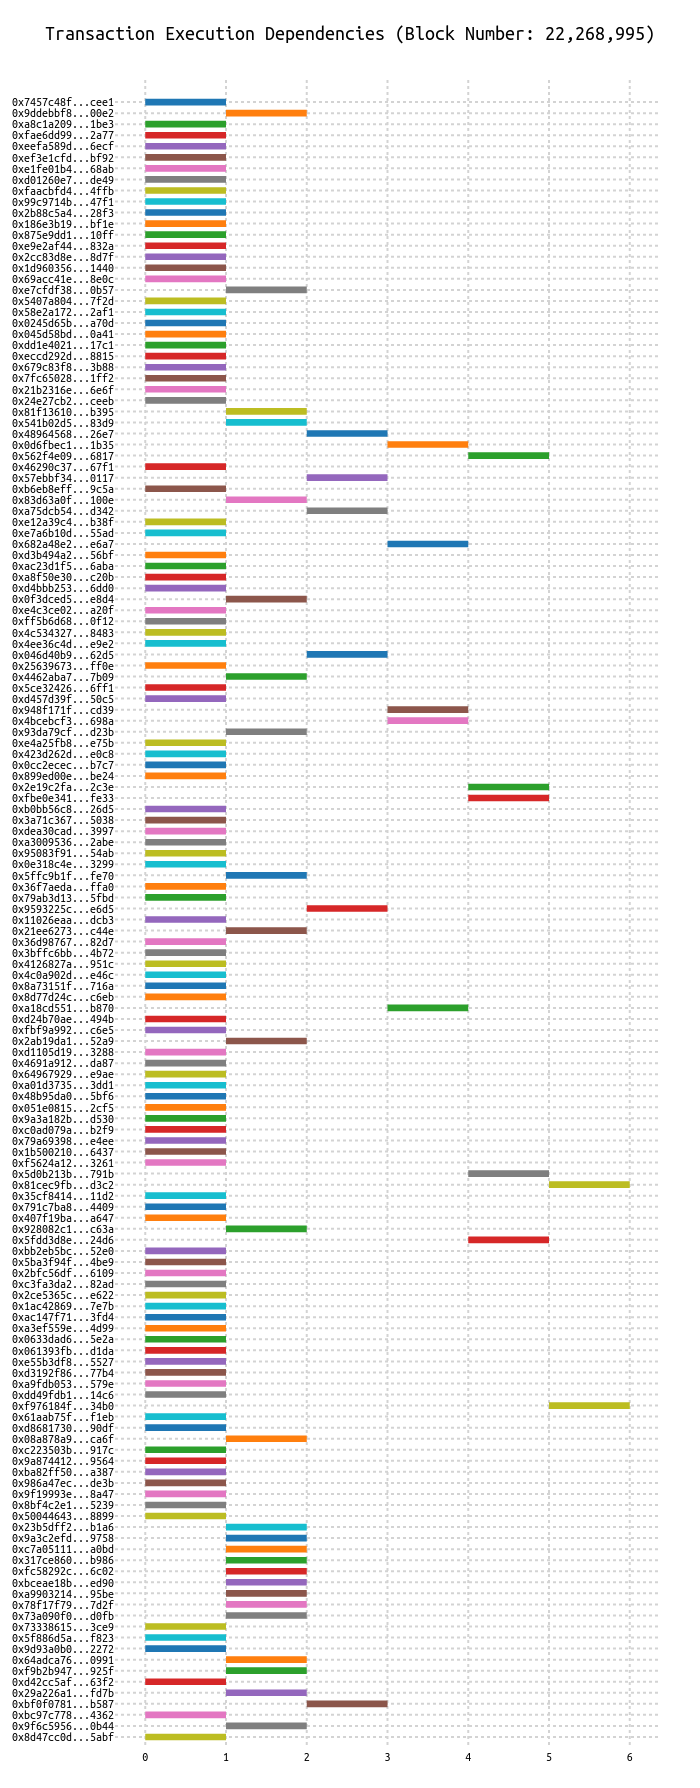 Transaction Execution Dependencies (Block Number: 22,268,995)
0x7457c48f...cee1
0x9ddebbf8...00e2
0xa8c1a209...1be3
0xfae6dd99...2a77
0xeefa589d...6ecf
0xef3e1cfd...bf92
0xe1fe01b4...68ab
0xd01260e7...de49
0xfaacbfd4...4ffb
0x99c9714b...47f1
0x2b88c5a4...28f3
0x186e3b19...bf1e
0x875e9dd1...10ff
0xe9e2af44...832a
0x2cc83d8e...8d7f
0x1d960356...1440
0x69acc41e...8e0c
0xe7cfdf38...0b57
0x5407a804...7f2d
0x58e2a172...2af1
0x0245d65b...a70d
0x045d58bd...0a41
0xdd1e4021...17c1
0xeccd292d...8815
0x679c83f8...3b88
0x7fc65028...1ff2
0x21b2316e...6e6f
0x24e27cb2...ceeb
0x81f13610...b395
0x541b02d5...83d9
0x48964568...26e7
0x0d6fbec1...1b35
0x562f4e09...6817
0x46290c37...67f1
0x57ebbf34...0117
0xb6eb8eff...9c5a
0x83d63a0f...100e
0xa75dcb54...d342
0xe12a39c4...b38f
0xe7a6b10d...55ad
0x682a48e2...e6a7
0xd3b494a2...56bf
0xac23d1f5...6aba
0xa8f50e30...c20b
0xd4bbb253...6dd0
0x0f3dced5...e8d4
0xe4c3ce02...a20f
0xff5b6d68...0f12
0x4c534327...8483
0x4ee36c4d...e9e2
0x046d40b9...62d5
0x25639673...ff0e
0x4462aba7...7b09
0x5ce32426...6ff1
0xd457d39f...50c5
0x948f171f...cd39
0x4bcebcf3...698a
0x93da79cf...d23b
0xe4a25fb8...e75b
0x423d262d...e0c8
0x0cc2ecec...b7c7
0x899ed00e...be24
0x2e19c2fa...2c3e
0xfbe0e341...fe33
0xb0bb56c8...26d5
0x3a71c367...5038
0xdea30cad...3997
0xa3009536...2abe
0x95083f91...54ab
0x0e318c4e...3299
0x5ffc9b1f...fe70
0x36f7aeda...ffa0
0x79ab3d13...5fbd
0x9593225c...e6d5
0x11026eaa...dcb3
0x21ee6273...c44e
0x36d98767...82d7
0x3bffc6bb...4b72
0x4126827a...951c
0x4c0a902d...e46c
0x8a73151f...716a
0x8d77d24c...c6eb
0xa18cd551...b870
0xd24b70ae...494b
0xfbf9a992...c6e5
0x2ab19da1...52a9
0xd1105d19...3288
0x4691a912...da87
0x64967929...e9ae
0xa01d3735...3dd1
0x48b95da0...5bf6
0x051e0815...2cf5
0x9a3a182b...d530
0xc0ad079a...b2f9
0x79a69398...e4ee
0x1b500210...6437
0xf5624a12...3261
0x5d0b213b...791b
0x81cec9fb...d3c2
0x35cf8414...11d2
0x791c7ba8...4409
0x407f19ba...a647
0x928082c1...c63a
0x5fdd3d8e...24d6
0xbb2eb5bc...52e0
0x5ba3f94f...4be9
0x2bfc56df...6109
0xc3fa3da2...82ad
0x2ce5365c...e622
0x1ac42869...7e7b
0xac147f71...3fd4
0xa3ef559e...4d99
0x0633dad6...5e2a
0x061393fb...d1da
0xe55b3df8...5527
0xd3192f86...77b4
0xa9fdb053...579e
0xdd49fdb1...14c6
0xf976184f...34b0
0x61aab75f...f1eb
0xd8681730...90df
0x08a878a9...ca6f
0xc223503b...917c
0x9a874412...9564
0xba82ff50...a387
0x986a47ec...de3b
0x9f19993e...8a47
0x8bf4c2e1...5239
0x50044643...8899
0x23b5dff2...b1a6
0x9a3c2efd...9758
0xc7a05111...a0bd
0x317ce860...b986
0xfc58292c...6c02
0xbceae18b...ed90
0xa9903214...95be
0x78f17f79...7d2f
0x73a090f0...d0fb
0x73338615...3ce9
0x5f886d5a...f823
0x9d93a0b0...2272
0x64adca76...0991
0xf9b2b947...925f
0xd42cc5af...63f2
0x29a226a1...fd7b
0xbf0f0781...b587
0xbc97c778...4362
0x9f6c5956...0b44
0x8d47cc0d...5abf
0 1 2 3 4 5 6